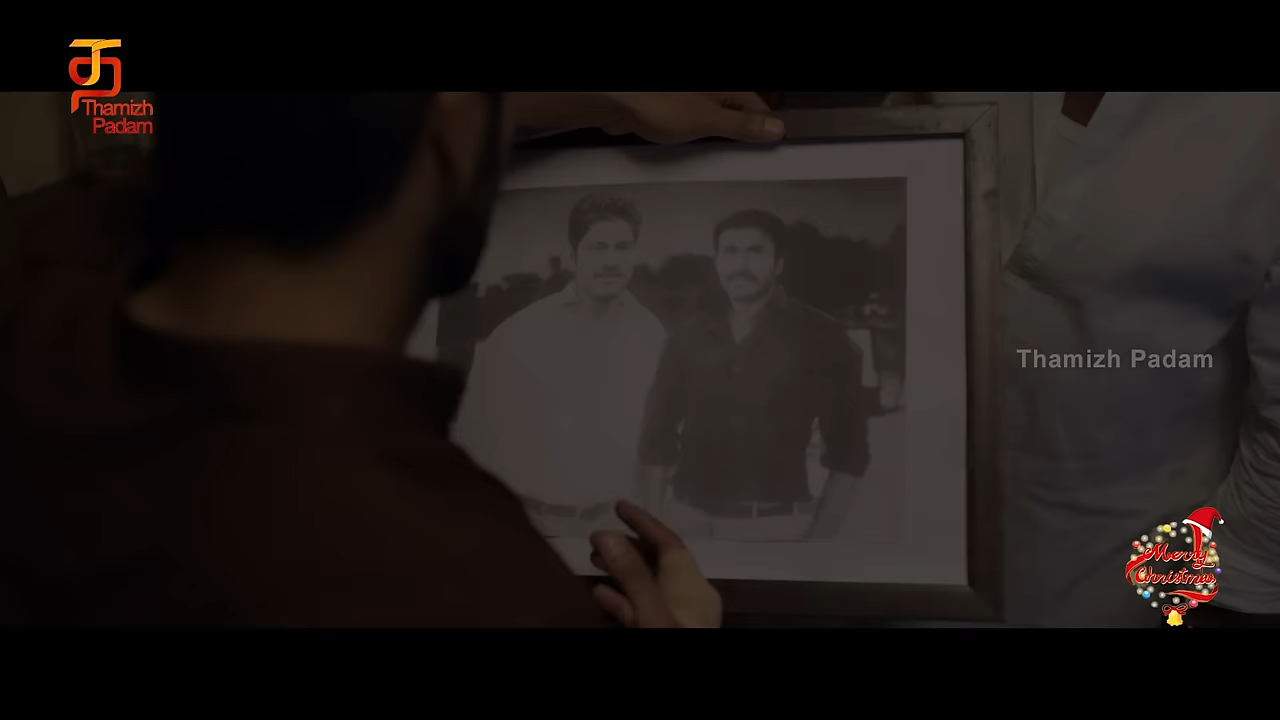 த
Thamizh
Padam
Thamizh Padam
Merry
Christmas